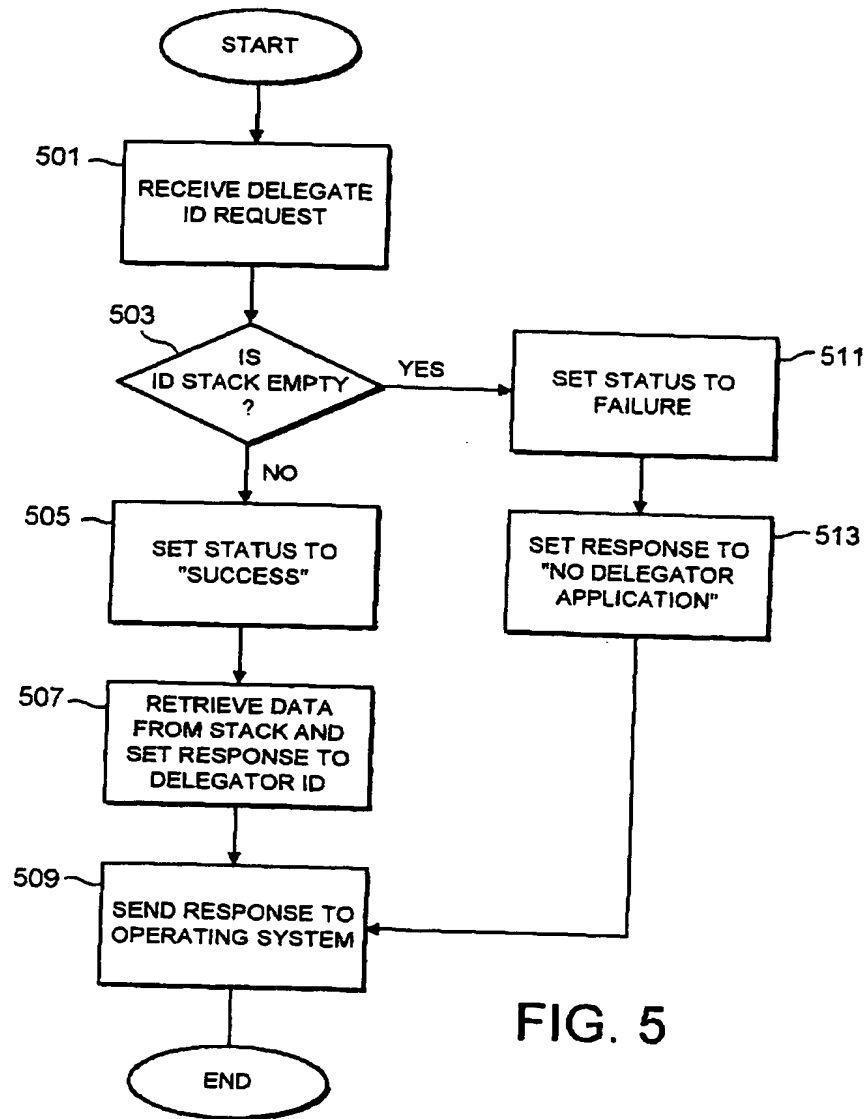 START
501
RECEIVE DELEGATE
ID REQUEST
503
IS
ID STACK EMPTY
?
YES
511
SET STATUS TO
FAILURE
NO
505
SET STATUS TO
"SUCCESS"
513
SET RESPONSE TO
"NO DELEGATOR
APPLICATION"
507
RETRIEVE DATA
FROM STACK AND
SET RESPONSE TO
DELEGATOR ID
509
SEND RESPONSE TO
OPERATING SYSTEM
FIG. 5
END